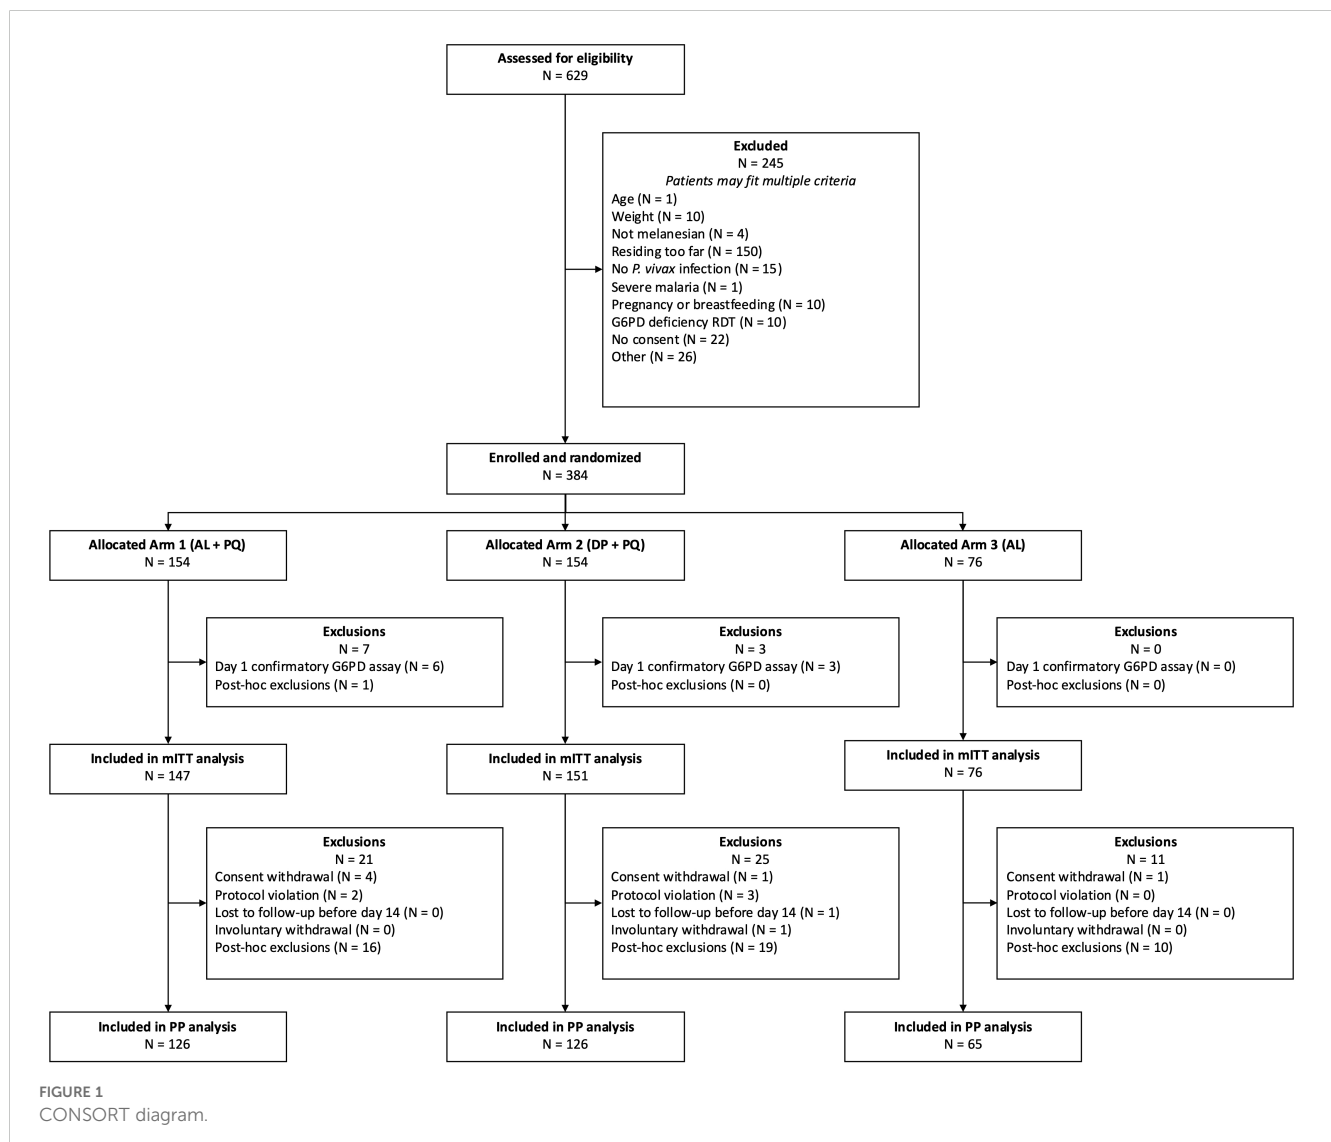 Assessed for eligibility
N = 629
Excluded
N = 245
Patients may fit multiple criteria
Age (N = 1)
Weight (N = 10)
Not melanesian (N = 4)
Residing too far (N = 150)
No P. vivax infection (N = 15)
Severe malaria (N = 1)
Pregnancy or breastfeeding (N = 10)
G6PD deficiency RDT (N = 10)
No consent (N = 22)
Other (N = 26)
Enrolled and randomized
N = 384
Allocated Arm 1 (AL + PQ)
N = 154
Allocated Arm 2 (DP + PQ)
N = 154
Allocated Arm 3 (AL)
N = 76
Exclusions
N = 7
Day 1 confirmatory G6PD assay (N = 6)
Post-hoc exclusions (N = 1)
Exclusions
N = 3
Day 1 confirmatory G6PD assay (N = 3)
Post-hoc exclusions (N = 0)
Exclusions
N = 0
Day 1 confirmatory G6PD assay (N = 0)
Post-hoc exclusions (N = 0)
Included in mITT analysis
N = 147
Included in mITT analysis
N = 151
Included in mITT analysis
N = 76
Exclusions
N = 21
Consent withdrawal (N = 4)
Protocol violation (N = 2)
Lost to follow-up before day 14 (N = 0)
Involuntary withdrawal (N = 0)
Post-hoc exclusions (N = 16)
Exclusions
N = 25
Consent withdrawal (N = 1)
Protocol violation (N = 3)
Lost to follow-up before day 14 (N = 1)
Involuntary withdrawal (N = 1)
Post-hoc exclusions (N = 19)
Exclusions
N = 11
Consent withdrawal (N = 1)
Protocol violation (N = 0)
Lost to follow-up before day 14 (N = 0)
Involuntary withdrawal (N = 0)
Post-hoc exclusions (N = 10)
Included in PP analysis
N = 126
Included in PP analysis
N = 126
Included in PP analysis
N = 65
FIGURE 1
CONSORT diagram.